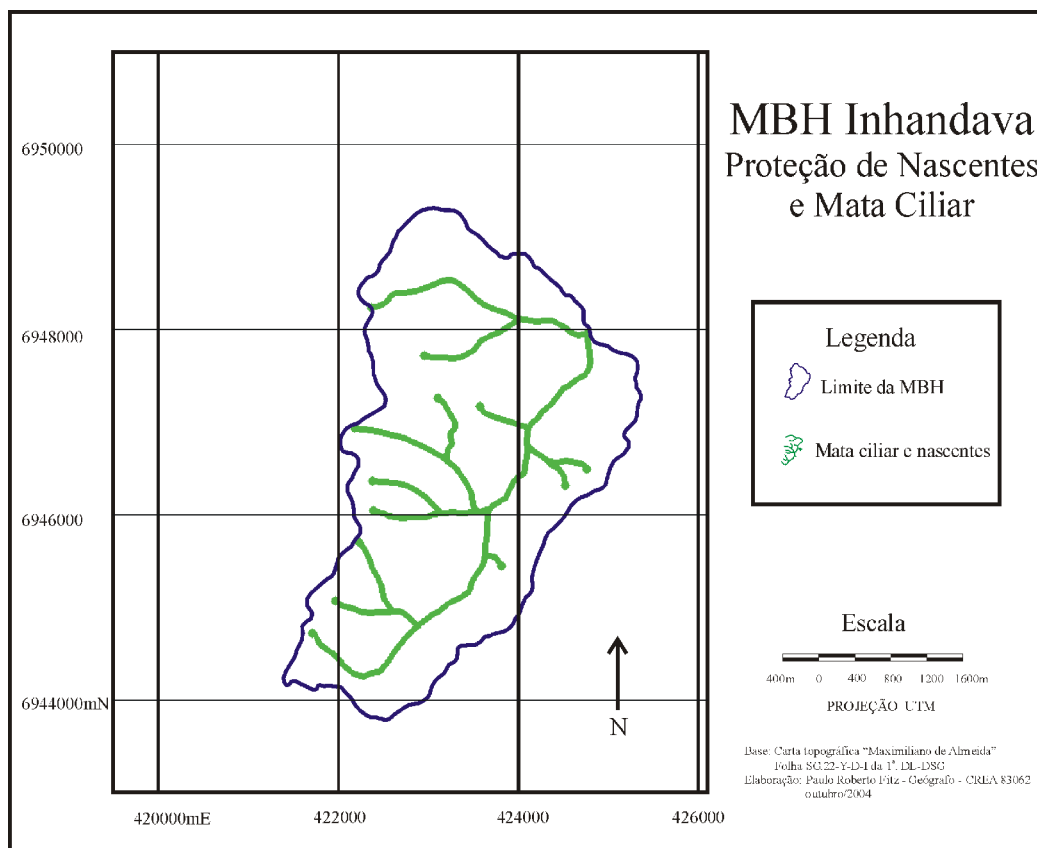 MBH Inhandava
Proteção de Nascentes
e Mata Ciliar
6950000
6948000
6946000
6944000mN
420000mE
422000
424000
426000
N
Legenda
Limite da MBH
Mata ciliar e nascentes
Escala
400m 0 400 800 1200 1600m
PROJEÇÃO UTM
Base: Carta topográfica "Maximiliano de Almeida"
Folha SG.22-Y-D-I da 1ª. DL-DSG
Elaboração: Paulo Roberto Fitz - Geógrafo - CREA 83062
outubro/2004